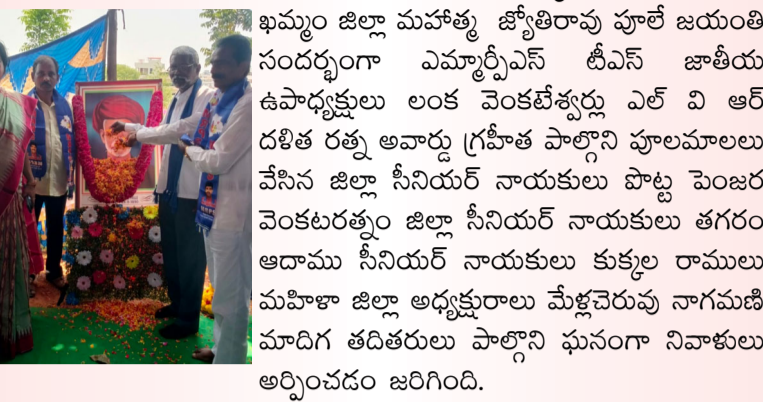 ఖమ్మం జిల్లా మహాత్మ జ్యోతిరావు పూలే జయంతి
సందర్భంగా ఎమ్మార్పీఎస్ టీఎస్ జాతీయ
ఉపాధ్యక్షులు లంక వెంకటేశ్వర్లు ఎల్ వి ఆర్
దళిత రత్న అవార్డు గ్రహీత పాల్గొని పూలమాలలు
వేసిన జిల్లా సీనియర్ నాయకులు పొట్ట పెంజర
వెంకటరత్నం జిల్లా సీనియర్ నాయకులు తగరం
ఆదాము సీనియర్ నాయకులు కుక్కల రాములు
మహిళా జిల్లా అధ్యక్షురాలు మేళ్లచెరువు నాగమణి
మాదిగ తదితరులు పాల్గొని ఘనంగా నివాళులు
అర్పించడం జరిగింది.